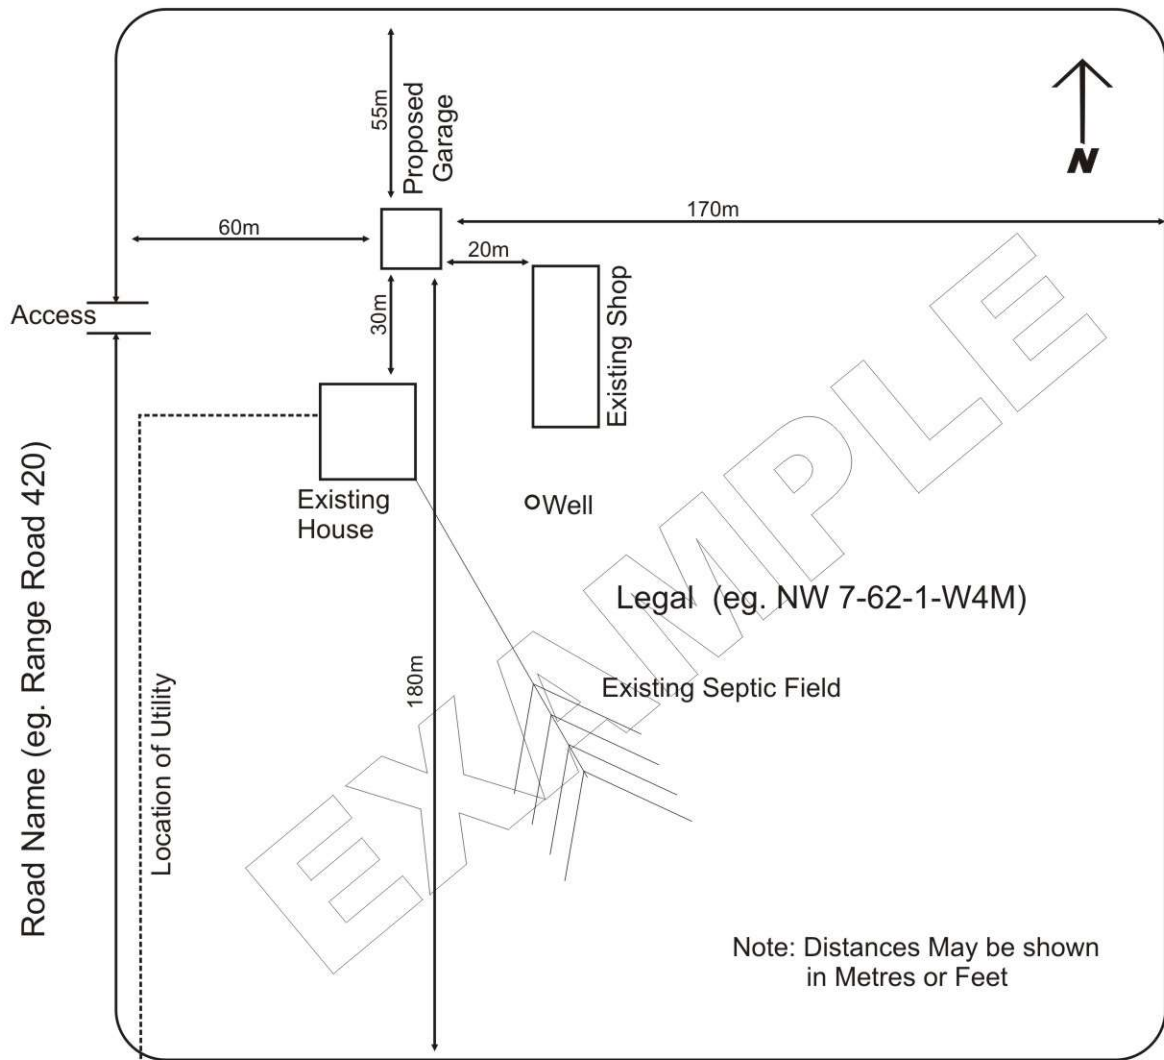 55m
Proposed
Garage
N
60m
170m
20m
Access
30m
Existing Shop
Existing
House
Well
Road Name (eg. Range Road 420)
Legal (eg. NW 7-62-1-W4M)
Location of Utility
180m
Existing Septic Field
EXAMPLE
Note: Distances May be shown
in Metres or Feet